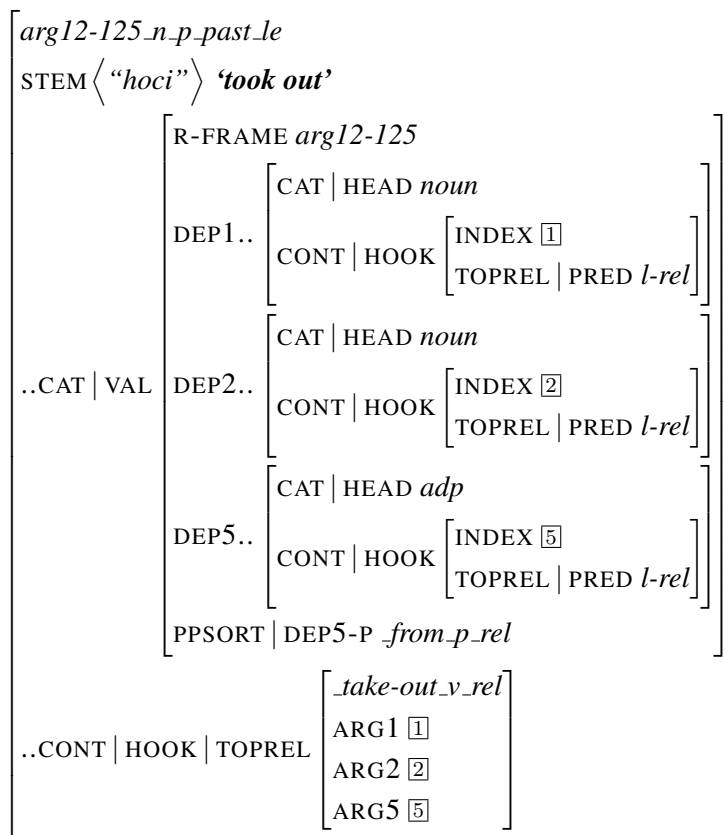 arg12-125_n_p_past_le
STEM ⟨“hoci”⟩ ‘took out’
R-FRAME arg12-125
CAT | HEAD noun
DEP1..
CONT | HOOK
INDEX 1
TOPREL | PRED l-rel
CAT | HEAD noun
..CAT | VAL
DEP2..
CONT | HOOK
INDEX 2
TOPREL | PRED l-rel
CAT | HEAD adp
DEP5..
CONT | HOOK
INDEX 5
TOPREL | PRED l-rel
PPSORT | DEP5-P _from_p_rel
_take-out_v_rel
..CONT | HOOK | TOPREL
ARG1 1
ARG2 2
ARG5 5